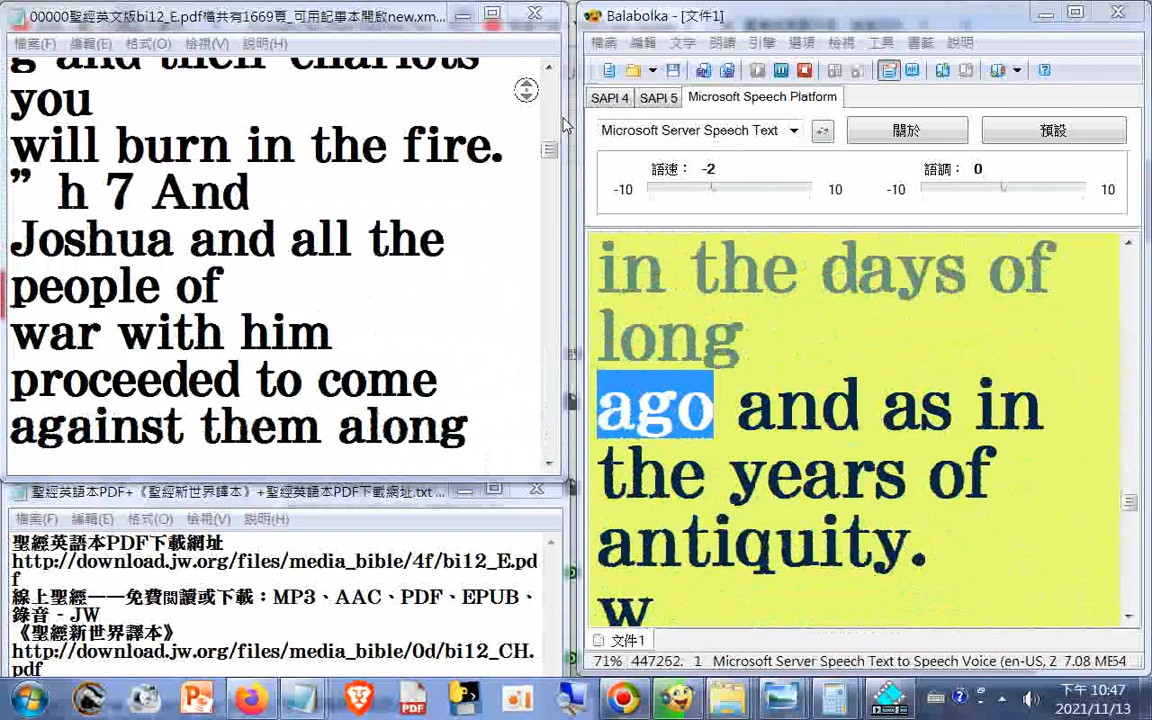 00000聖經英文版bi12_E.pdf檔共有1669頁_可用記事本開啟new.xm...
檔案(F) 編輯(E) 格式(O) 檢視(V) 說明(H)
g and their chariots
you
will burn in the fire.
” h 7 And
Joshua and all the
people of
war with him
proceeded to come
against them along
聖經英語本PDF+《聖經新世界譯本》+聖經英語本PDF下載網址.txt ...
檔案(F) 編輯(E) 格式(O) 檢視(V) 說明(H)
聖經英語本PDF下載網址
http://download.jw.org/files/media_bible/4f/bi12_E.pd
f
線上聖經——免費閱讀或下載：MP3、AAC、PDF、EPUB、
錄音 - JW
《聖經新世界譯本》
http://download.jw.org/files/media_bible/0d/bi12_CH.
pdf
Balabolka - [文件1]
檔案 編輯 文字 朗讀 引擎 選項 檢視 工具 書籤 說明
SAPI 4 SAPI 5 Microsoft Speech Platform
Microsoft Server Speech Text 關於 預設
語速： -2 語調： 0
-10 10 -10 10
in the days of
long
ago and as in
the years of
antiquity.
w
文件1
71% 447252. 1 Microsoft Server Speech Text to Speech Voice (en-US, 2 7.08 ME54
PDF
下午 10:47
2021/11/13